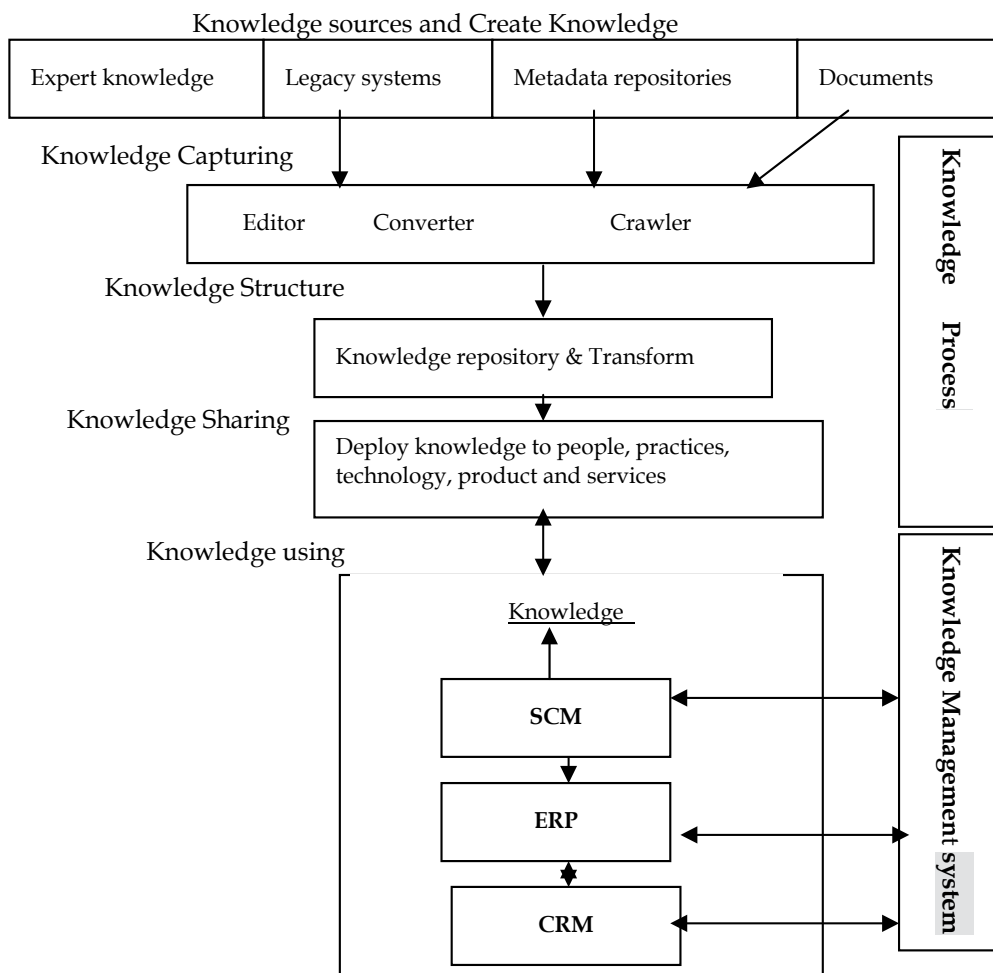 Knowledge sources and Create Knowledge
Expert knowledge
Legacy systems
Metadata repositories
Documents
Knowledge Capturing
Editor
Converter
Crawler
Knowledge Structure
Knowledge repository & Transform
Knowledge Sharing
Deploy knowledge to people, practices,
technology, product and services
Knowledge using
Knowledge
SCM
ERP
CRM
Knowledge Process
Knowledge Management system